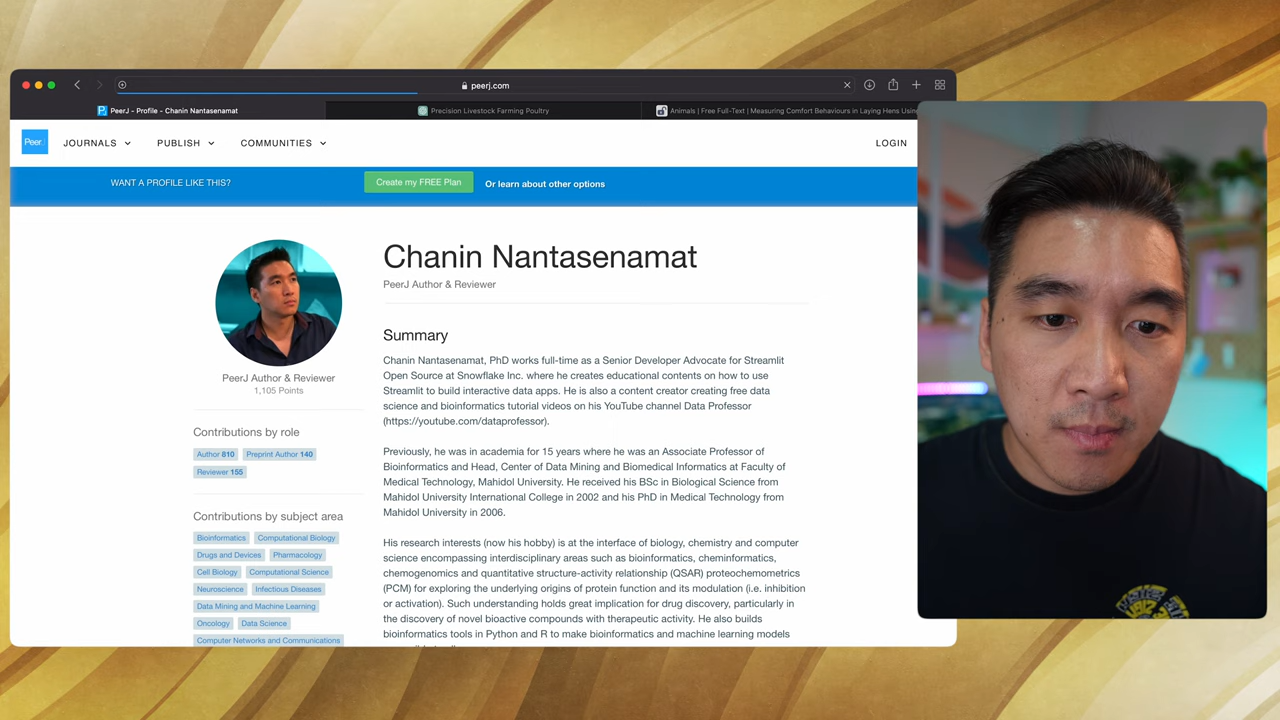 peerj.com
PeerJ - Profile - Chanin Nantasenamat
Precision Livestock Farming Poultry
Animals | Free Full-Text | Measuring Comfort Behaviours in Laying Hens Using
Peer
JOURNALS
PUBLISH
COMMUNITIES
LOGIN
WANT A PROFILE LIKE THIS?
Create my FREE Plan
Or learn about other options
Chanin Nantasenamat
PeerJ Author & Reviewer
Summary
Chanin Nantasenamat, PhD works full-time as a Senior Developer Advocate for Streamlit
Open Source at Snowflake Inc. where he creates educational contents on how to use
Streamlit to build interactive data apps. He is also a content creator creating free data
science and bioinformatics tutorial videos on his YouTube channel Data Professor
(https://youtube.com/dataprofessor).
Previously, he was in academia for 15 years where he was an Associate Professor of
Bioinformatics and Head, Center of Data Mining and Biomedical Informatics at Faculty of
Medical Technology, Mahidol University. He received his BSc in Biological Science from
Mahidol University International College in 2002 and his PhD in Medical Technology from
Mahidol University in 2006.
His research interests (now his hobby) is at the interface of biology, chemistry and computer
science encompassing interdisciplinary areas such as bioinformatics, cheminformatics,
chemogenomics and quantitative structure-activity relationship (QSAR) proteochemometrics
(PCM) for exploring the underlying origins of protein function and its modulation (i.e. inhibition
or activation). Such understanding holds great implication for drug discovery, particularly in
the discovery of novel bioactive compounds with therapeutic activity. He also builds
bioinformatics tools in Python and R to make bioinformatics and machine learning models
PeerJ Author & Reviewer
1,105 Points
Contributions by role
Author 810
Preprint Author 140
Reviewer 155
Contributions by subject area
Bioinformatics
Computational Biology
Drugs and Devices
Pharmacology
Cell Biology
Computational Science
Neuroscience
Infectious Diseases
Data Mining and Machine Learning
Oncology
Data Science
Computer Networks and Communications